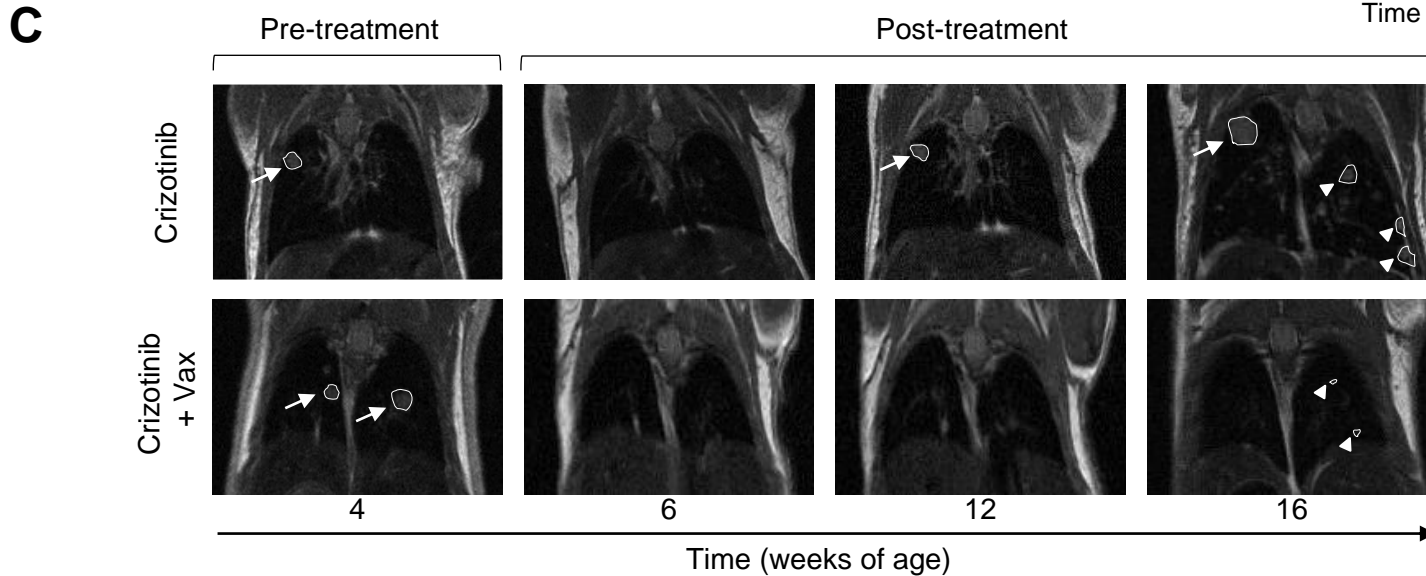 C
Time
Pre-treatment
Post-treatment
Crizotinib
Crizotinib
+ Vax
4
6
12
16
Time (weeks of age)